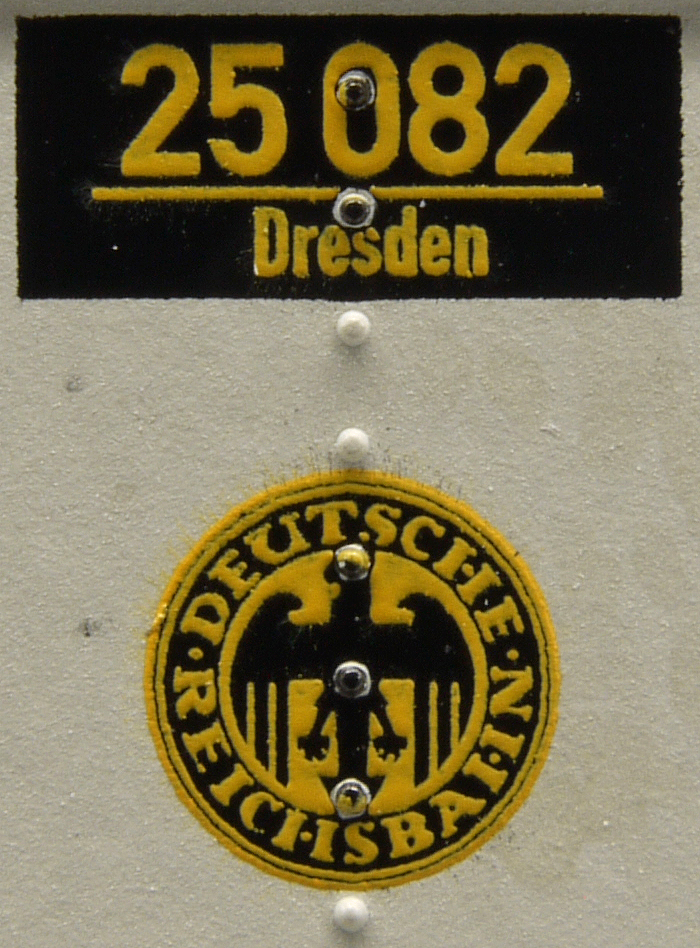 25 082
Dresden
DEUTSCHE
REICHSBAHN